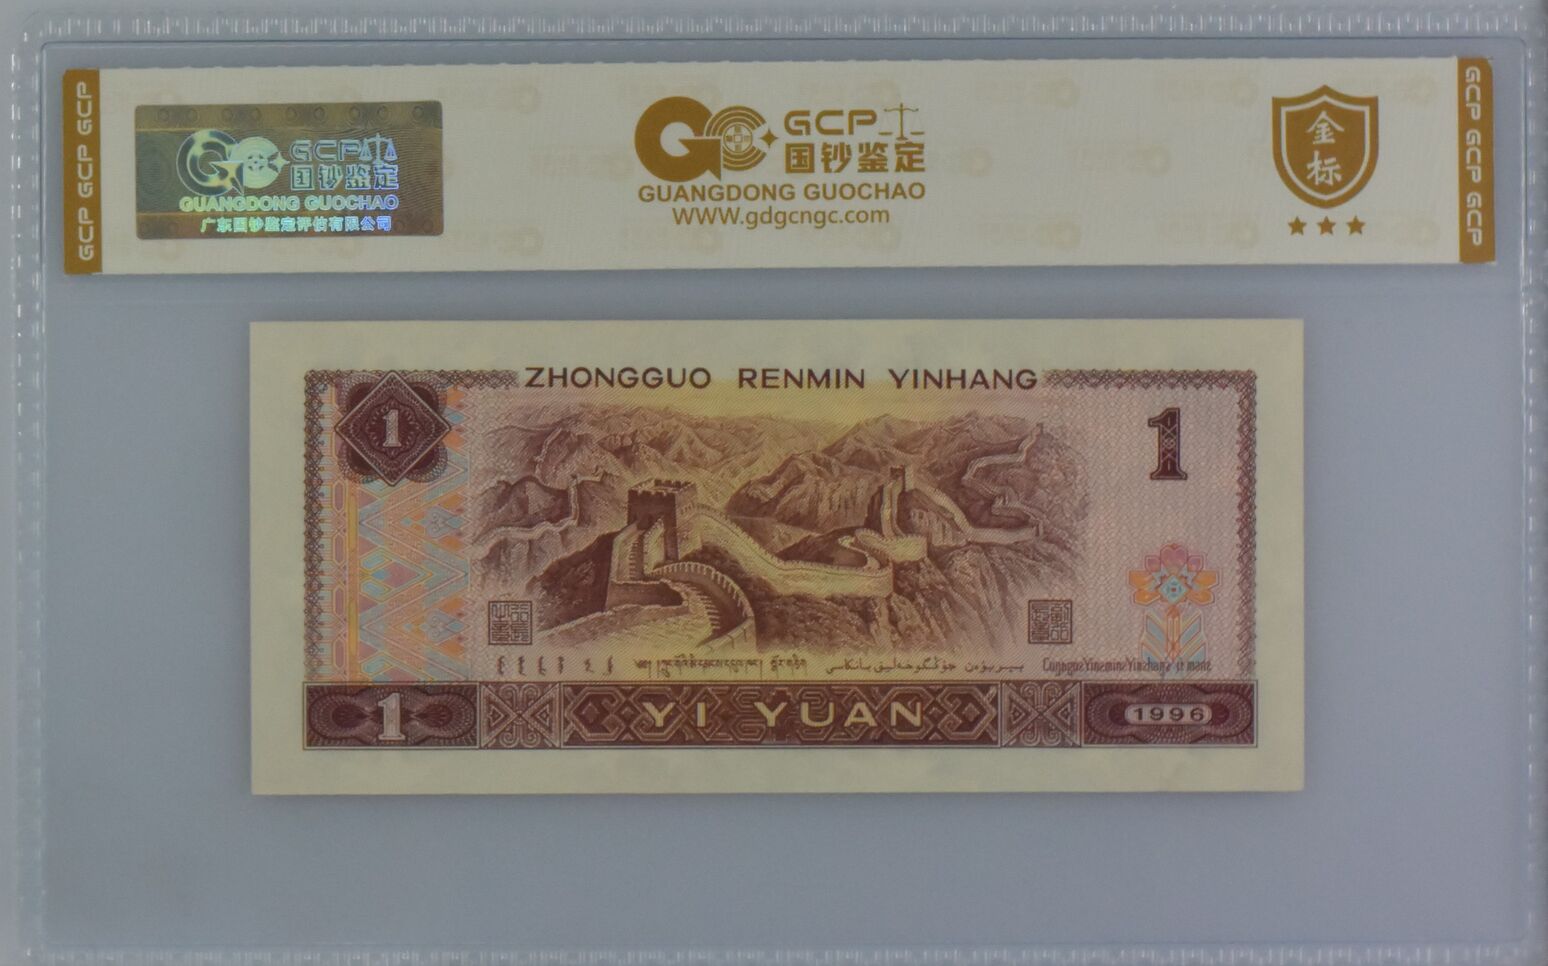 GCP GCP GCP
GCP
国钞鉴定
GUANGDONG GUOCHAO
广东国钞鉴定评估有限公司
GCP
国钞鉴定
GUANGDONG GUOCHAO
WWW.gdgcngc.com
金标
GCP GCP GCP
ZHONGGUO RENMIN YINHANG
1
1
1
YI YUAN
1996